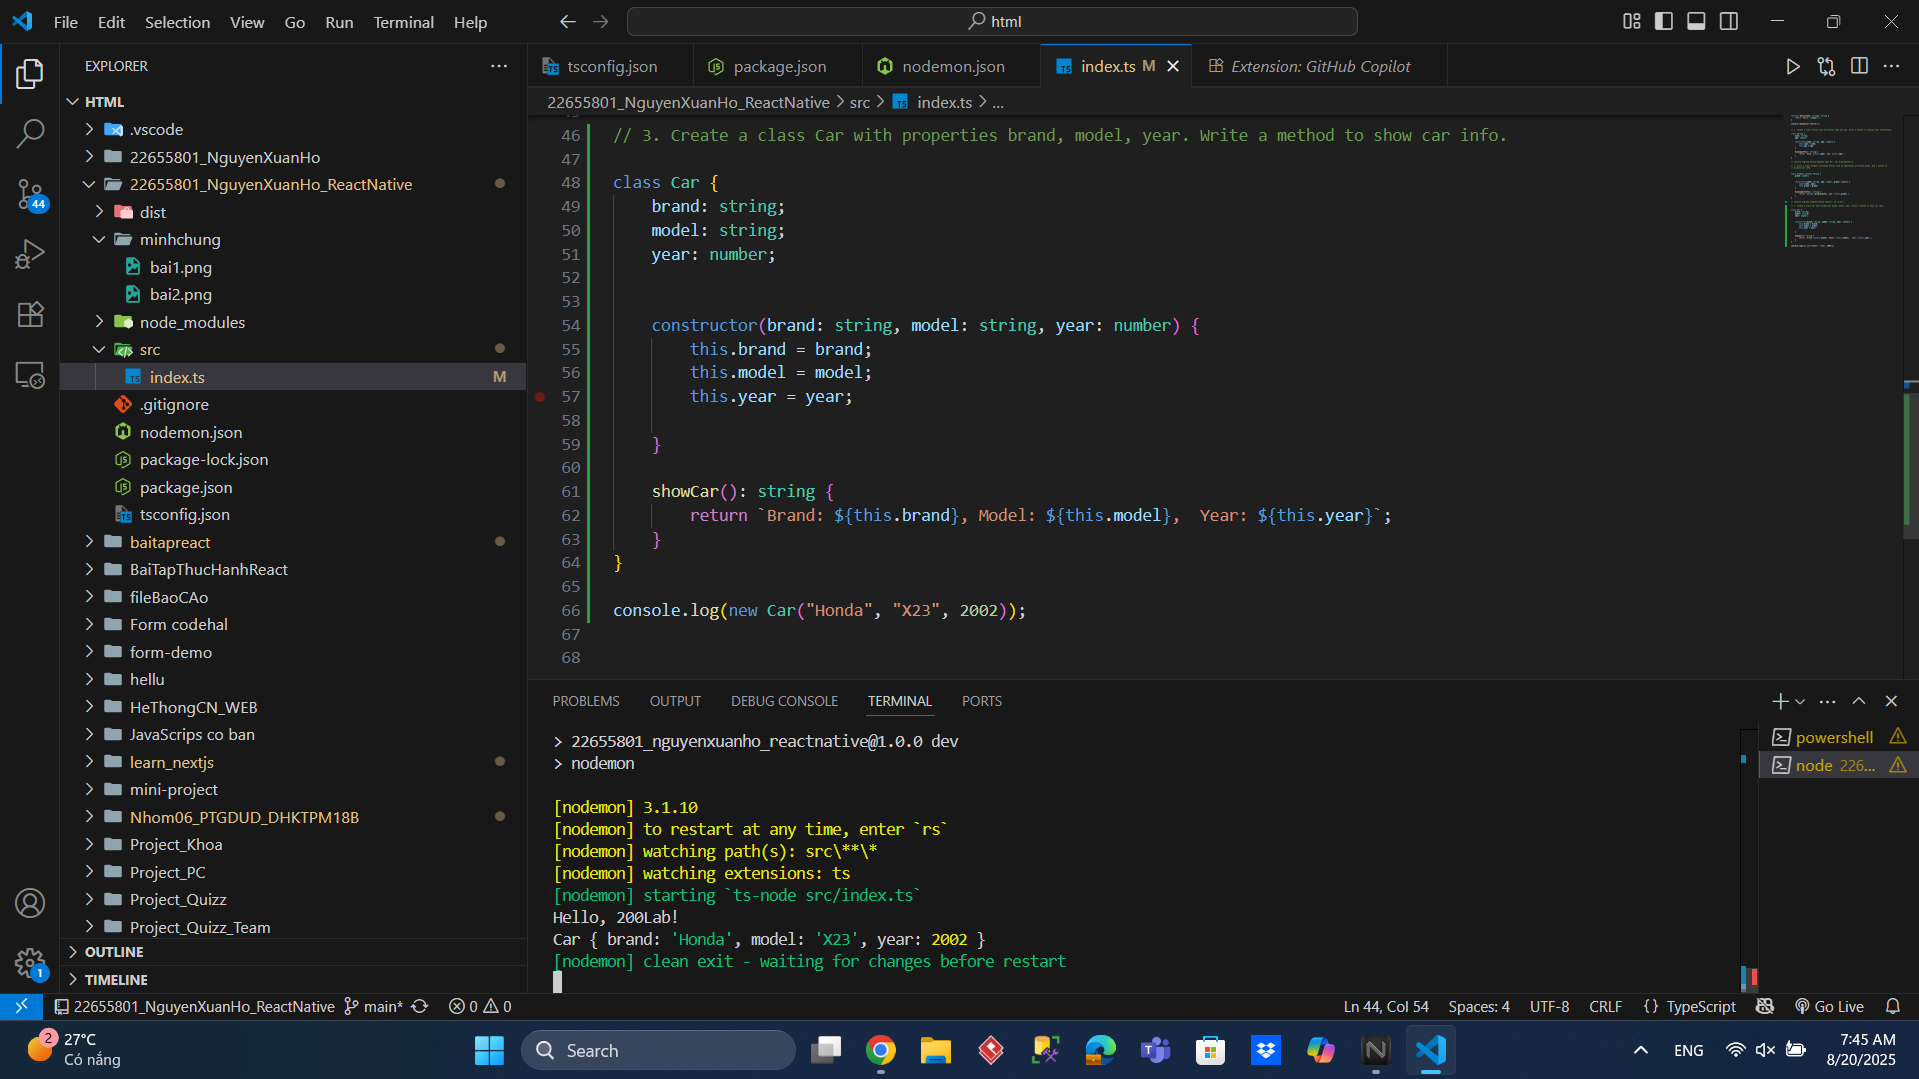 File Edit Selection View Go Run Terminal Help
html
EXPLORER
HTML
.vscode
22655801_NguyenXuanHo
22655801_NguyenXuanHo_ReactNative
dist
minhchung
bai1.png
bai2.png
node_modules
src
index.ts M
.gitignore
nodemon.json
package-lock.json
package.json
tsconfig.json
baitapreact
BaiTapThucHanhReact
fileBaoCAo
Form codehal
form-demo
hellu
HeThongCN_WEB
JavaScrips co ban
learn_nextjs
mini-project
Nhom06_PTGDUD_DHKTPM18B
Project_Khoa
Project_PC
Project_Quizz
Project_Quizz_Team
OUTLINE
TIMELINE
44
1
tsconfig.json package.json nodemon.json index.ts M Extension: GitHub Copilot
22655801_NguyenXuanHo_ReactNative > src > index.ts > ...
46 // 3. Create a class Car with properties brand, model, year. Write a method to show car info.
47
48 class Car {
49 brand: string;
50 model: string;
51 year: number;
52
53
54 constructor(brand: string, model: string, year: number) {
55 this.brand = brand;
56 this.model = model;
57 this.year = year;
58
59 }
60
61 showCar(): string {
62 return `Brand: ${this.brand}, Model: ${this.model},  Year: ${this.year}`;
63 }
64 }
65
66 console.log(new Car("Honda", "X23", 2002));
67
68
PROBLEMS OUTPUT DEBUG CONSOLE TERMINAL PORTS
> 22655801_nguyenxuanho_reactnative@1.0.0 dev
> nodemon
[nodemon] 3.1.10
[nodemon] to restart at any time, enter `rs`
[nodemon] watching path(s): src\**\*
[nodemon] watching extensions: ts
[nodemon] starting `ts-node src/index.ts`
Hello, 200Lab!
Car { brand: 'Honda', model: 'X23', year: 2002 }
[nodemon] clean exit - waiting for changes before restart
powershell
node 226...
22655801_NguyenXuanHo_ReactNative main* 0 0
Ln 44, Col 54 Spaces: 4 UTF-8 CRLF {} TypeScript Go Live
2
27°C
Có nắng
Search
ENG
7:45 AM
8/20/2025